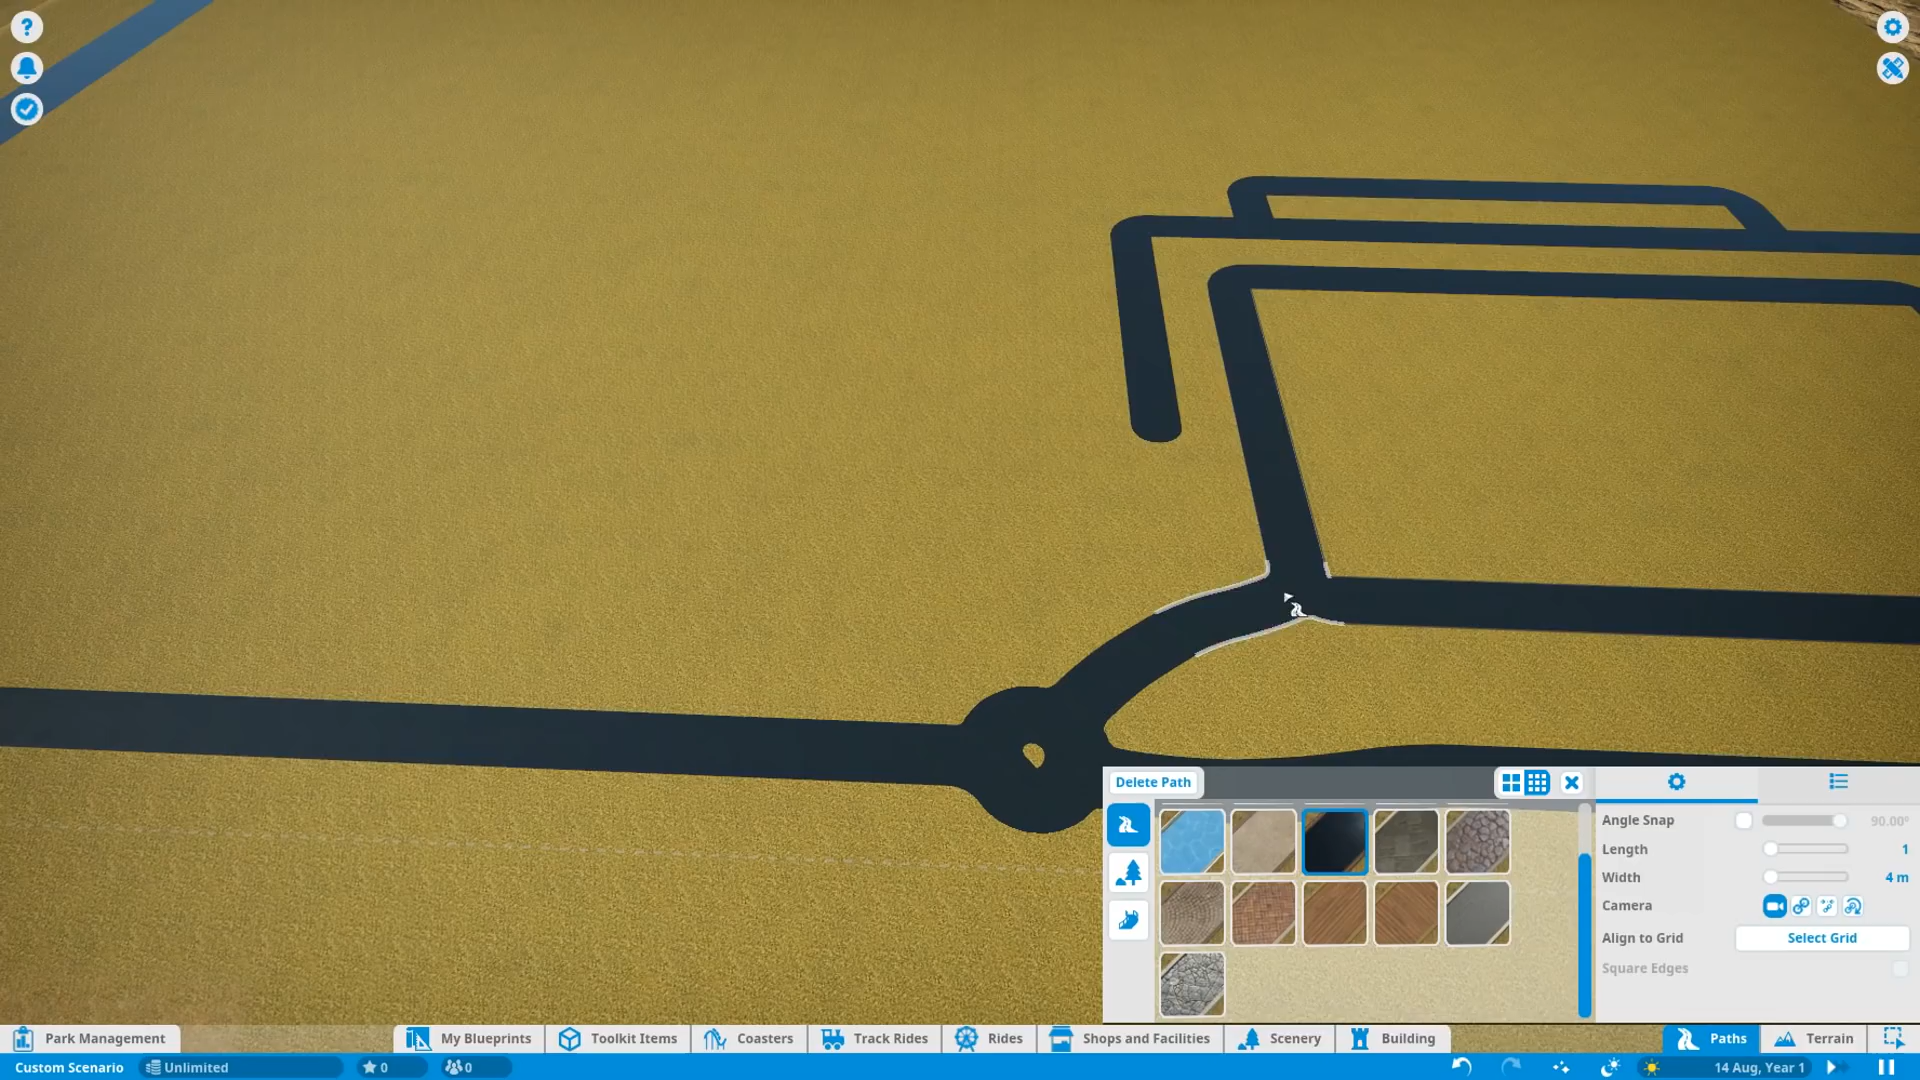 ?
Delete Path
Angle Snap 90.00°
Length 1
Width 4 m
Camera
Align to Grid Select Grid
Square Edges
Park Management My Blueprints Toolkit Items Coasters Track Rides Rides Shops and Facilities Scenery Building Paths Terrain
Custom Scenario Unlimited 0 0 14 Aug, Year 1